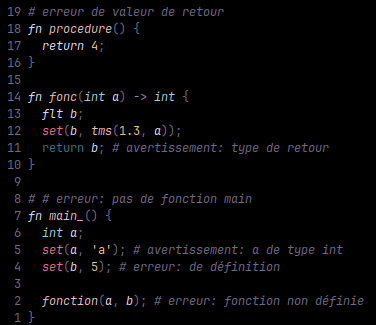 19 # erreur de valeur de retour
18 fn procedure() {
17   return 4;
16 }
15
14 fn fonc(int a) -> int {
13   flt b;
12   set(b, tms(1.3, a));
11   return b; # avertissement: type de retour
10 }
9
8 # # erreur: pas de fonction main
7 fn main_() {
6   int a;
5   set(a, 'a'); # avertissement: a de type int
4   set(b, 5); # erreur: de définition
3
2   fonction(a, b); # erreur: fonction non définie
1 }